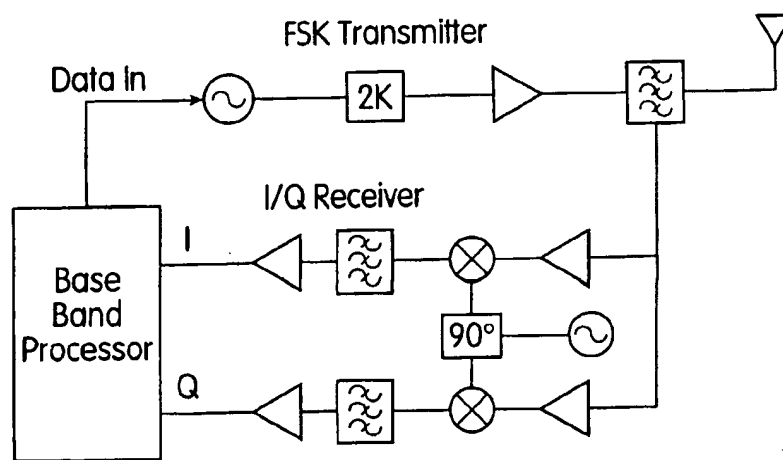 FSK Transmitter
Data In
2K
I/Q Receiver
I
Base
Band
Processor
90°
Q